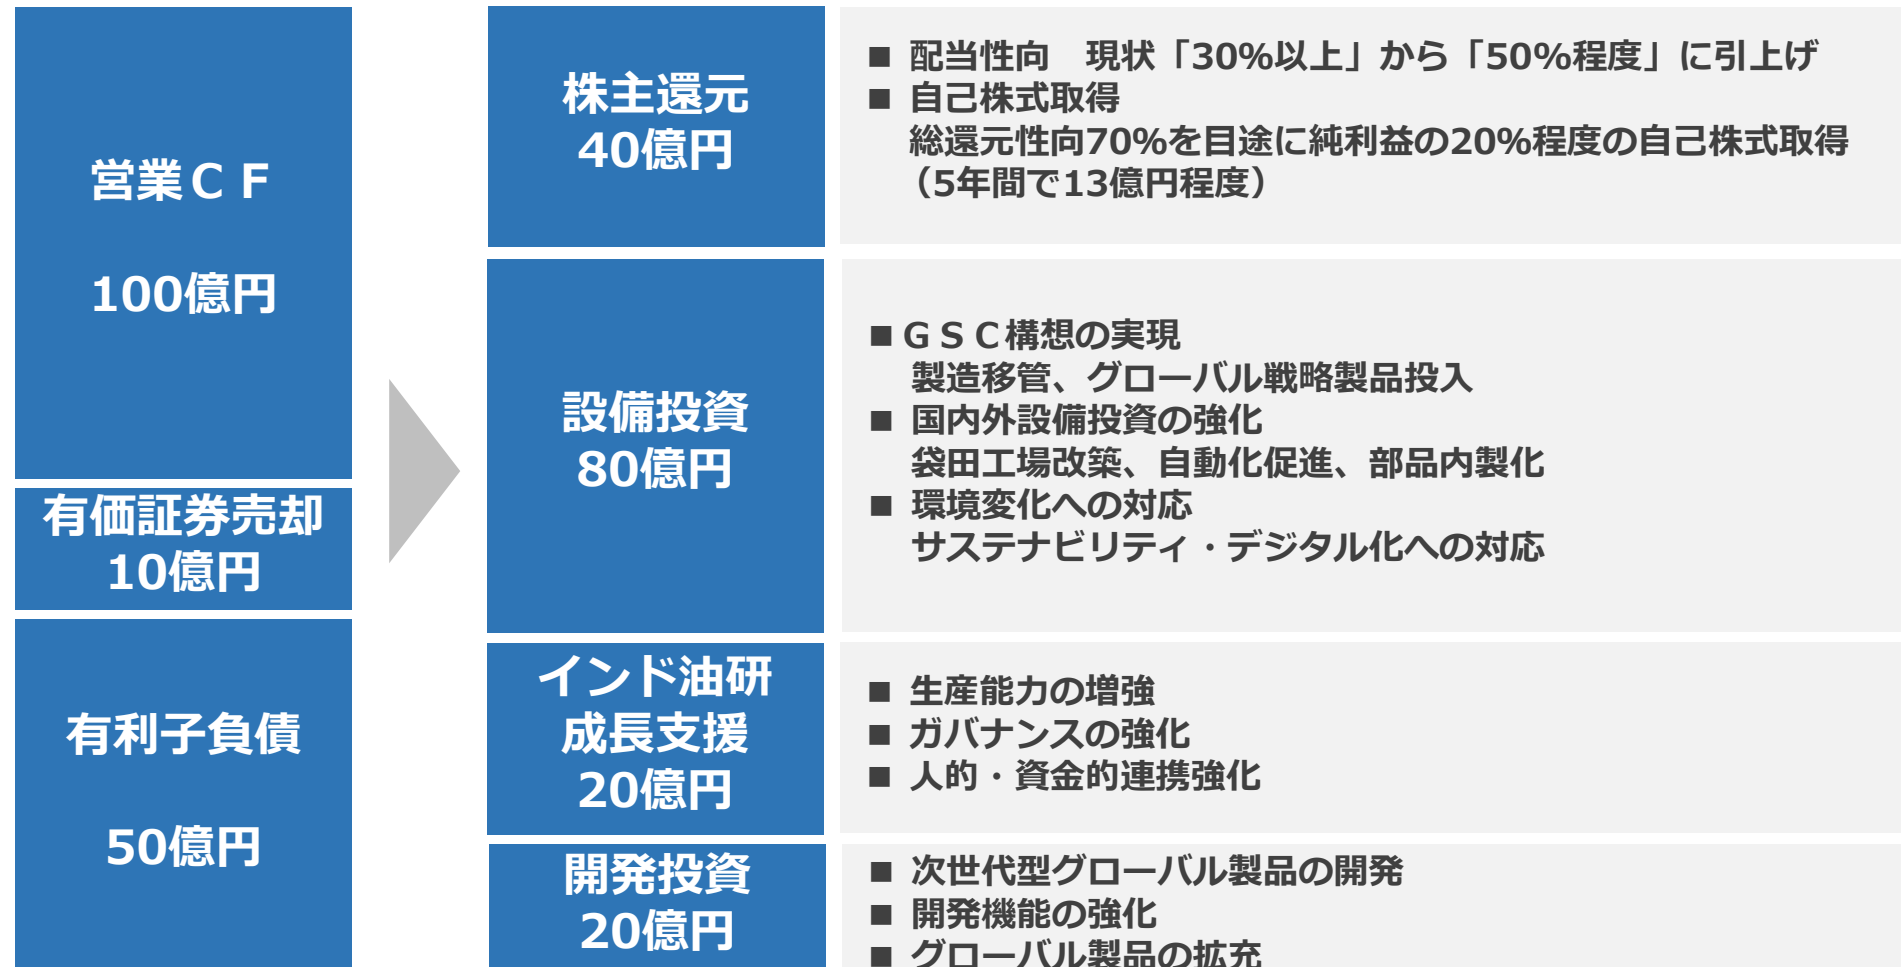 営業ＣＦ
100億円
有価証券売却
10億円
有利子負債
50億円
株主還元
40億円
■ 配当性向　現状「30%以上」から「50%程度」に引上げ
■ 自己株式取得
総還元性向70%を目途に純利益の20%程度の自己株式取得
（5年間で13億円程度）
設備投資
80億円
■ＧＳＣ構想の実現
製造移管、グローバル戦略製品投入
■ 国内外設備投資の強化
袋田工場改築、自動化促進、部品内製化
■ 環境変化への対応
サステナビリティ・デジタル化への対応
インド油研
成長支援
20億円
■ 生産能力の増強
■ ガバナンスの強化
■ 人的・資金的連携強化
開発投資
20億円
■ 次世代型グローバル製品の開発
■ 開発機能の強化
■ グローバル製品の拡充